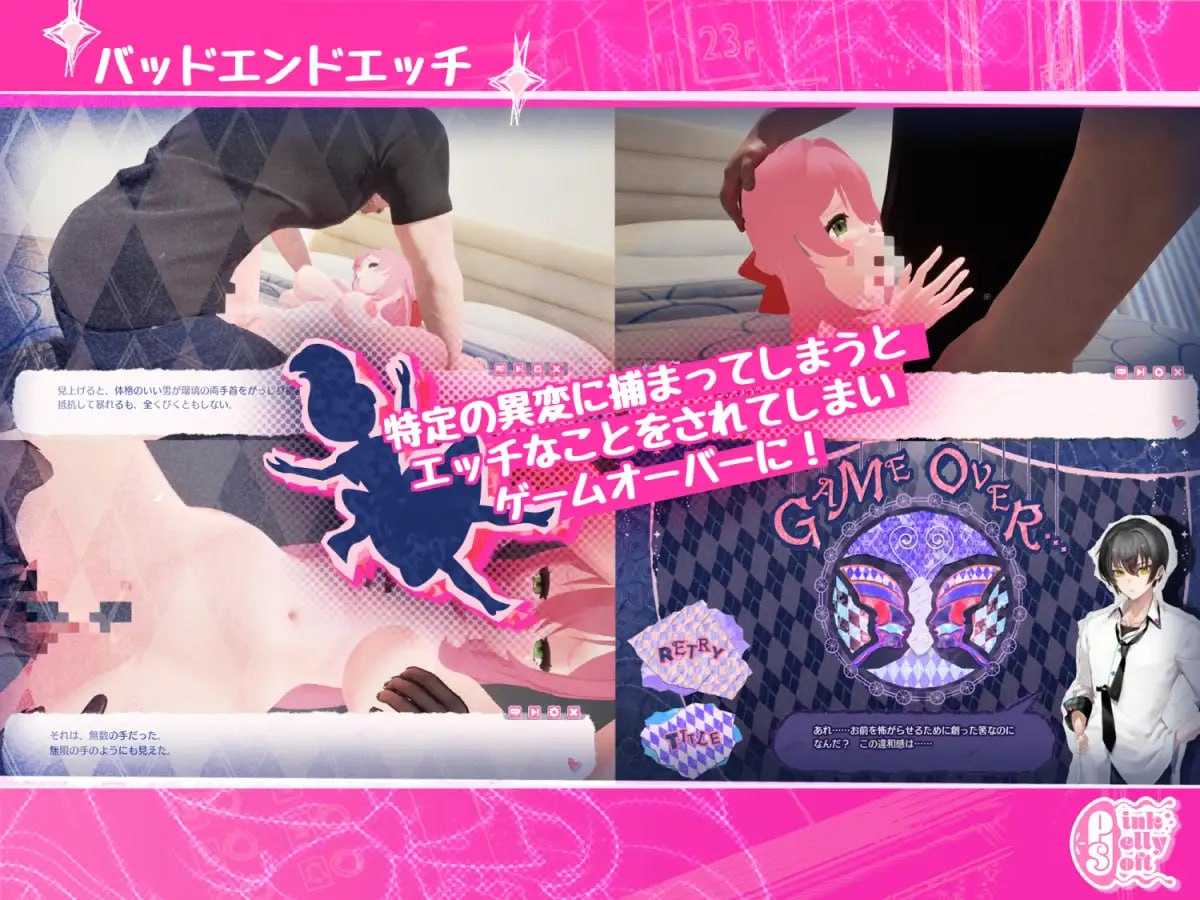 バッドエンドエッチ
23F
見上げると、体格のいい男が瑠璃の両手首をがっしり
抵抗して暴れるも、全くびくともしない。
特定の異変に捕まってしまうと
エッチなことをされてしまい
ゲームオーバーに！
それは、無数の手だった。
無限の手のようにも見えた。
GAME OVER...
RETRY
TITLE
あれ……お前を怖がらせるために創った筈なのに
なんだ？ この違和感は……
Pink
Jelly
Soft